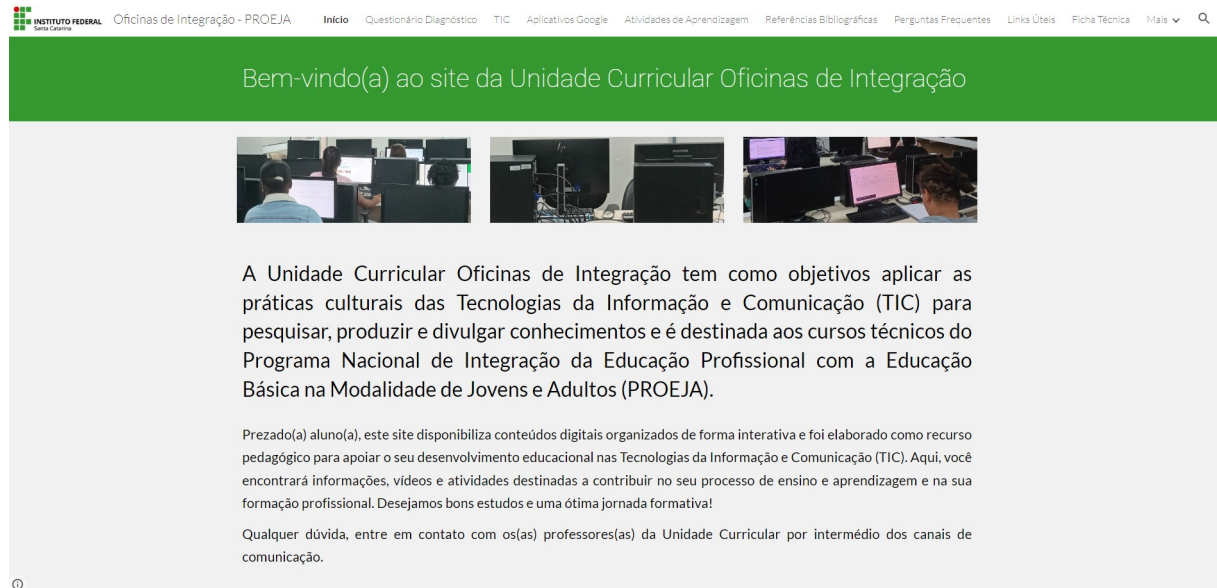 INSTITUTO FEDERAL
Santa Catarina
Oficinas de Integração - PROEJA
Início
Questionário Diagnóstico
TIC
Aplicativos Google
Atividades de Aprendizagem
Referências Bibliográficas
Perguntas Frequentes
Links Úteis
Ficha Técnica
Mais
Bem-vindo(a) ao site da Unidade Curricular Oficinas de Integração
A Unidade Curricular Oficinas de Integração tem como objetivos aplicar as
práticas culturais das Tecnologias da Informação e Comunicação (TIC) para
pesquisar, produzir e divulgar conhecimentos e é destinada aos cursos técnicos do
Programa Nacional de Integração da Educação Profissional com a Educação
Básica na Modalidade de Jovens e Adultos (PROEJA).
Prezado(a) aluno(a), este site disponibiliza conteúdos digitais organizados de forma interativa e foi elaborado como recurso
pedagógico para apoiar o seu desenvolvimento educacional nas Tecnologias da Informação e Comunicação (TIC). Aqui, você
encontrará informações, vídeos e atividades destinadas a contribuir no seu processo de ensino e aprendizagem e na sua
formação profissional. Desejamos bons estudos e uma ótima jornada formativa!
Qualquer dúvida, entre em contato com os(as) professores(as) da Unidade Curricular por intermédio dos canais de
comunicação.